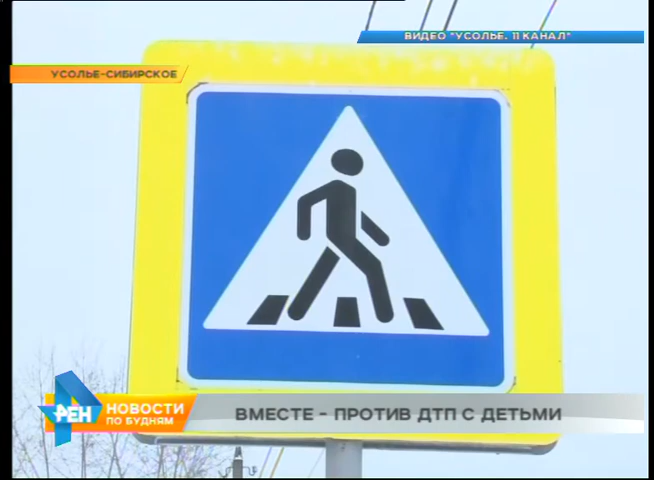 ВИДЕО "УСОЛЬЕ. 11 КАНАЛ"
УСОЛЬЕ-СИБИРСКОЕ
РЕН
НОВОСТИ
ПО БУДНЯМ
ВМЕСТЕ - ПРОТИВ ДТП С ДЕТЬМИ